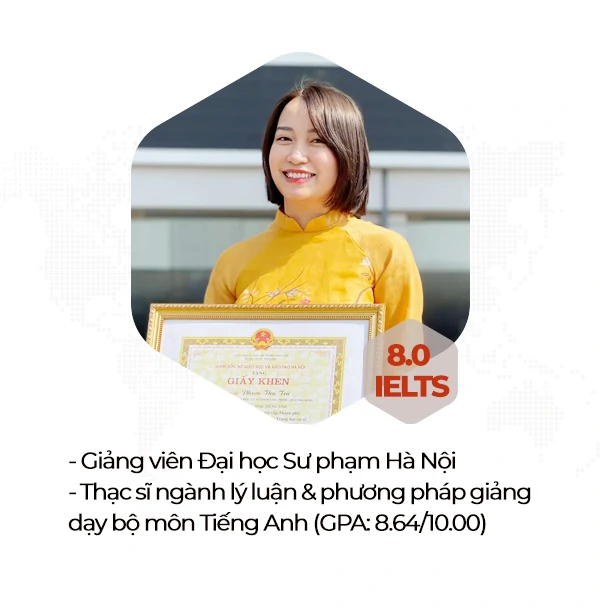 GIẤY KHEN
8.0
IELTS
- Giảng viên Đại học Sư phạm Hà Nội
- Thạc sĩ ngành lý luận & phương pháp giảng
dạy bộ môn Tiếng Anh (GPA: 8.64/10.00)